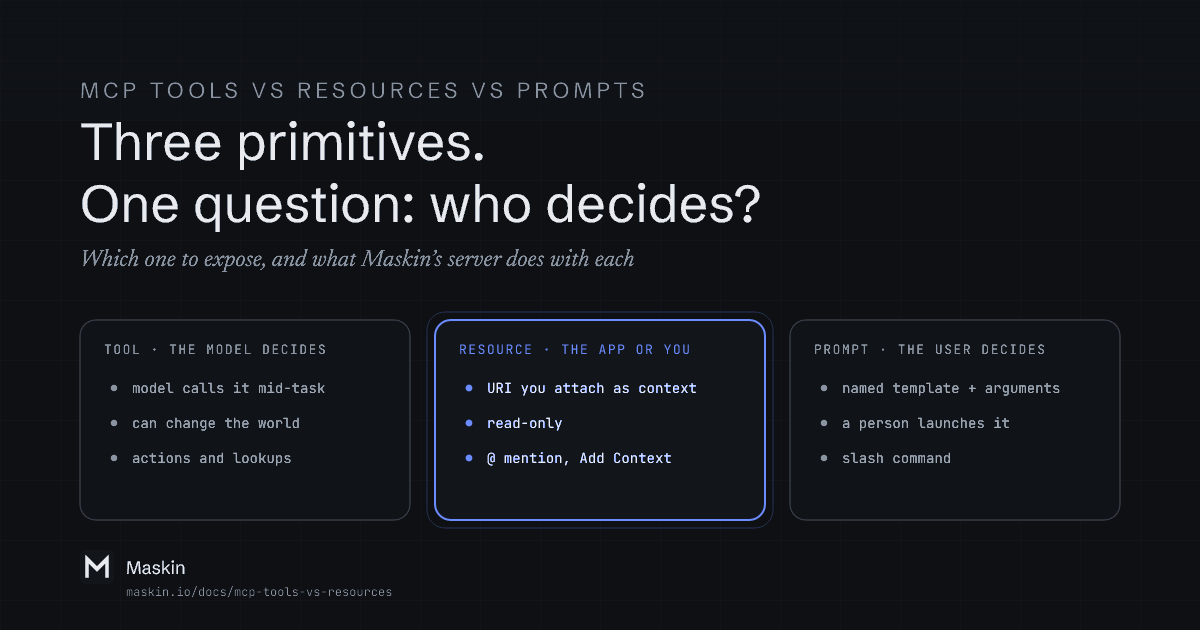 MCP TOOLS VS RESOURCES VS PROMPTS
Three primitives.
One question: who decides?
Which one to expose, and what Maskin’s server does with each
TOOL · THE MODEL DECIDES
model calls it mid-task
can change the world
actions and lookups
RESOURCE · THE APP OR YOU
URI you attach as context
read-only
@ mention, Add Context
PROMPT · THE USER DECIDES
named template + arguments
a person launches it
slash command
Maskin
maskin.io/docs/mcp-tools-vs-resources